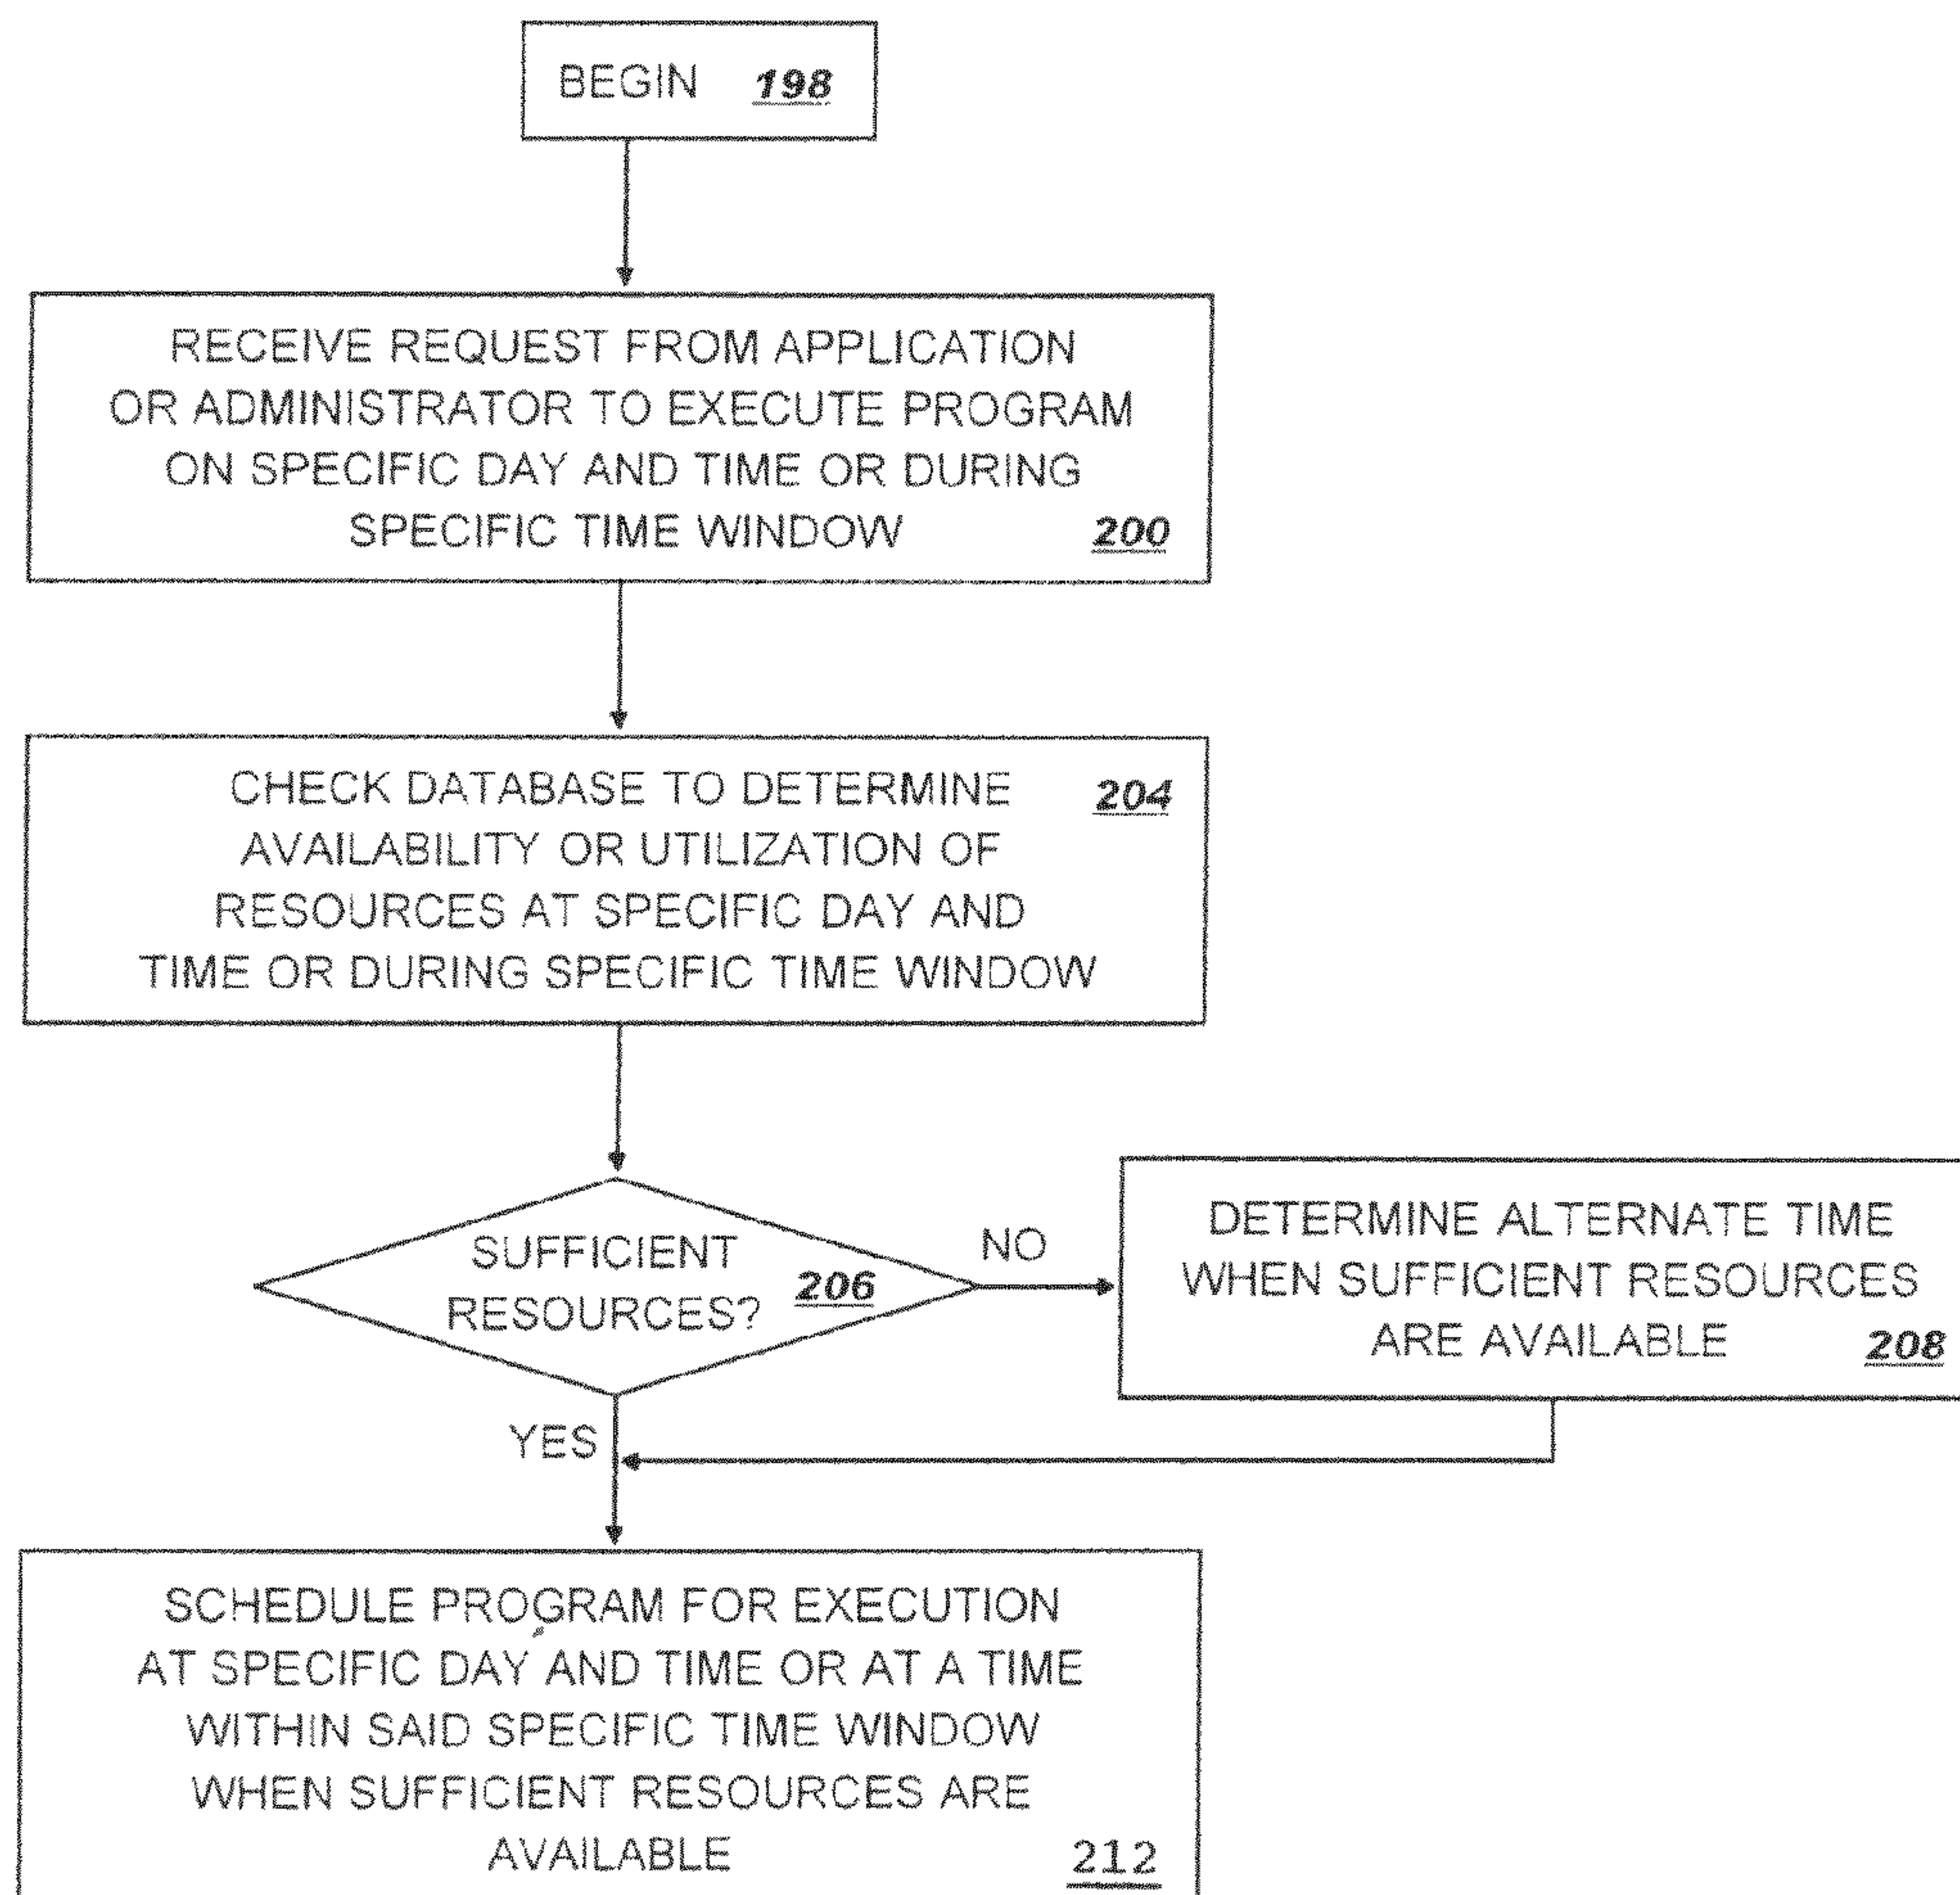 BEGIN 198
RECEIVE REQUEST FROM APPLICATION
OR ADMINISTRATOR TO EXECUTE PROGRAM
ON SPECIFIC DAY AND TIME OR DURING
SPECIFIC TIME WINDOW 200
CHECK DATABASE TO DETERMINE 204
AVAILABILITY OR UTILIZATION OF
RESOURCES AT SPECIFIC DAY AND
TIME OR DURING SPECIFIC TIME WINDOW
SUFFICIENT
RESOURCES? 206
NO
DETERMINE ALTERNATE TIME
WHEN SUFFICIENT RESOURCES
ARE AVAILABLE 208
YES
SCHEDULE PROGRAM FOR EXECUTION
AT SPECIFIC DAY AND TIME OR AT A TIME
WITHIN SAID SPECIFIC TIME WINDOW
WHEN SUFFICIENT RESOURCES ARE
AVAILABLE 212